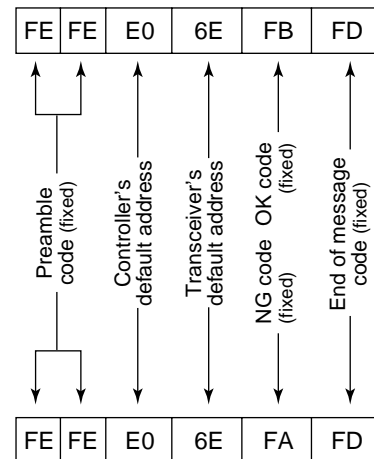 FE FE E0 6E FB FD
Preamble
code (fixed)
Controller's
default address
Transceiver's
default address
OK code
(fixed)
NG code
(fixed)
End of message
code (fixed)
FE FE E0 6E FA FD